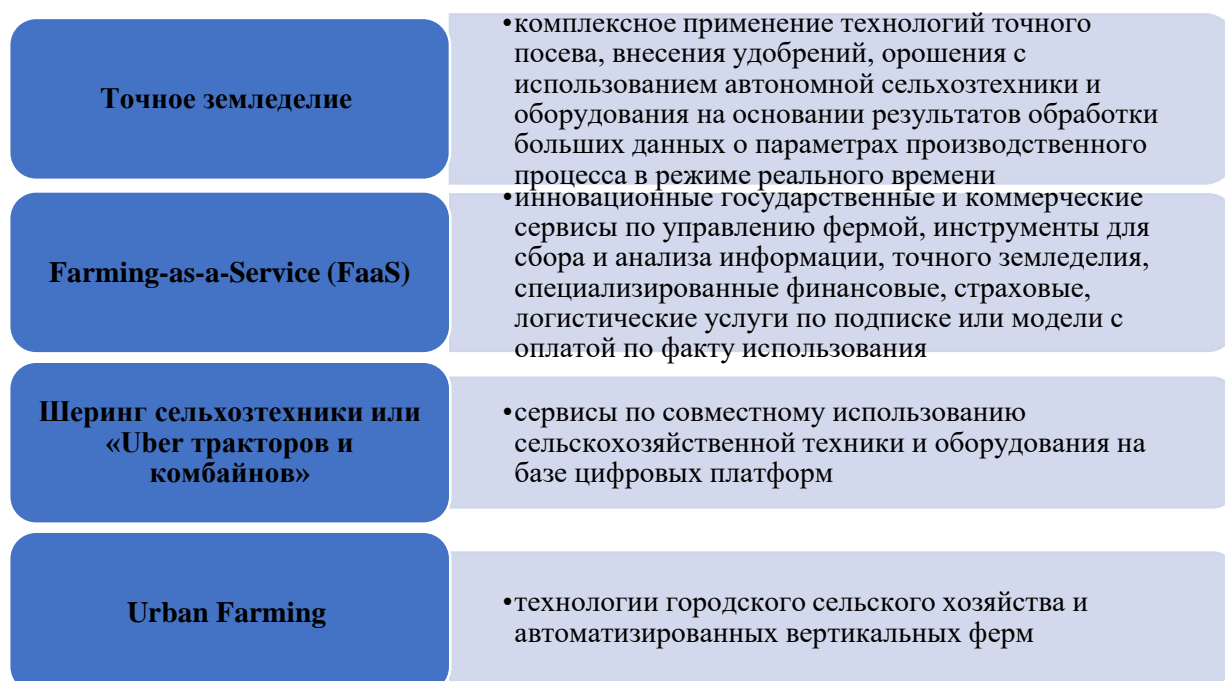 Точное земледелие
•комплексное применение технологий точного
посева, внесения удобрений, орошения с
использованием автономной сельхозтехники и
оборудования на основании результатов обработки
больших данных о параметрах производственного
процесса в режиме реального времени
Farming-as-a-Service (FaaS)
•инновационные государственные и коммерческие
сервисы по управлению фермой, инструменты для
сбора и анализа информации, точного земледелия,
специализированные финансовые, страховые,
логистические услуги по подписке или модели с
оплатой по факту использования
Шеринг сельхозтехники или
«Uber тракторов и
комбайнов»
•сервисы по совместному использованию
сельскохозяйственной техники и оборудования на
базе цифровых платформ
Urban Farming
•технологии городского сельского хозяйства и
автоматизированных вертикальных ферм